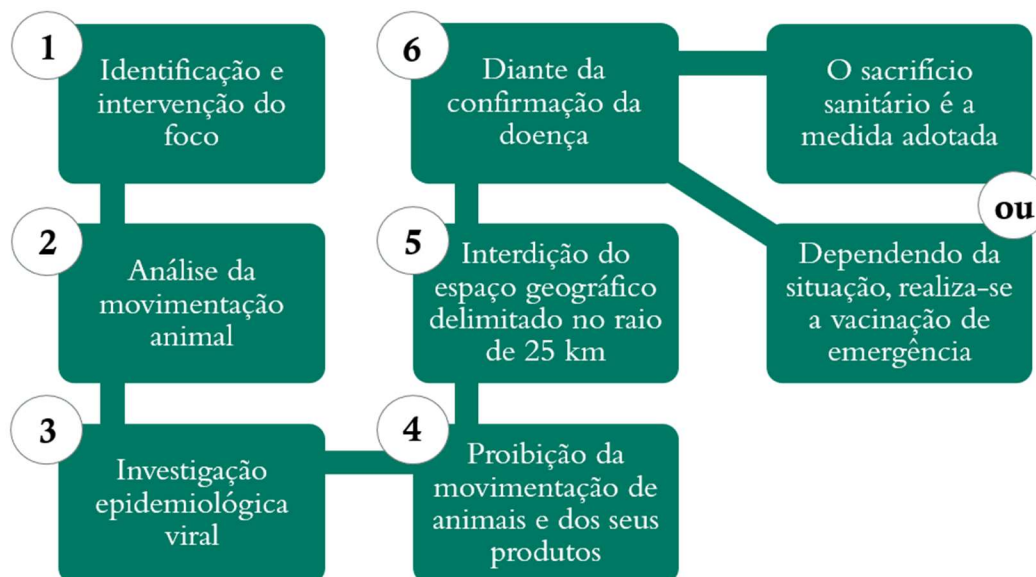 1
Identificação e
intervenção do
foco
2
Análise da
movimentação
animal
3
Investigação
epidemiológica
viral
4
Proibição da
movimentação de
animais e dos seus
produtos
5
Interdição do
espaço geográfico
delimitado no raio
de 25 km
6
Diante da
confirmação da
doença
O sacrifício
sanitário é a
medida adotada
ou
Dependendo da
situação, realiza-se
a vacinação de
emergência